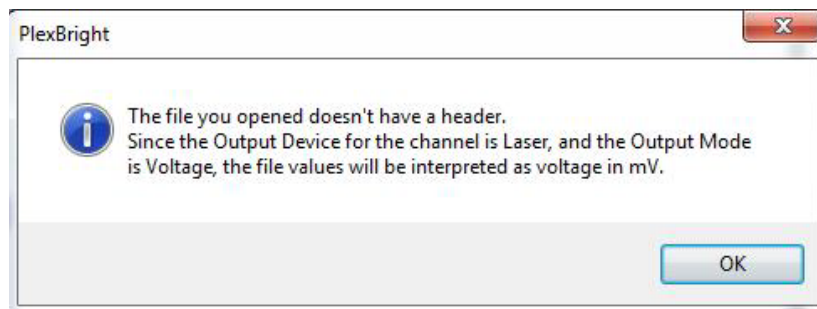 PlexBright
The file you opened doesn't have a header.
Since the Output Device for the channel is Laser, and the Output Mode
is Voltage, the file values will be interpreted as voltage in mV.
OK